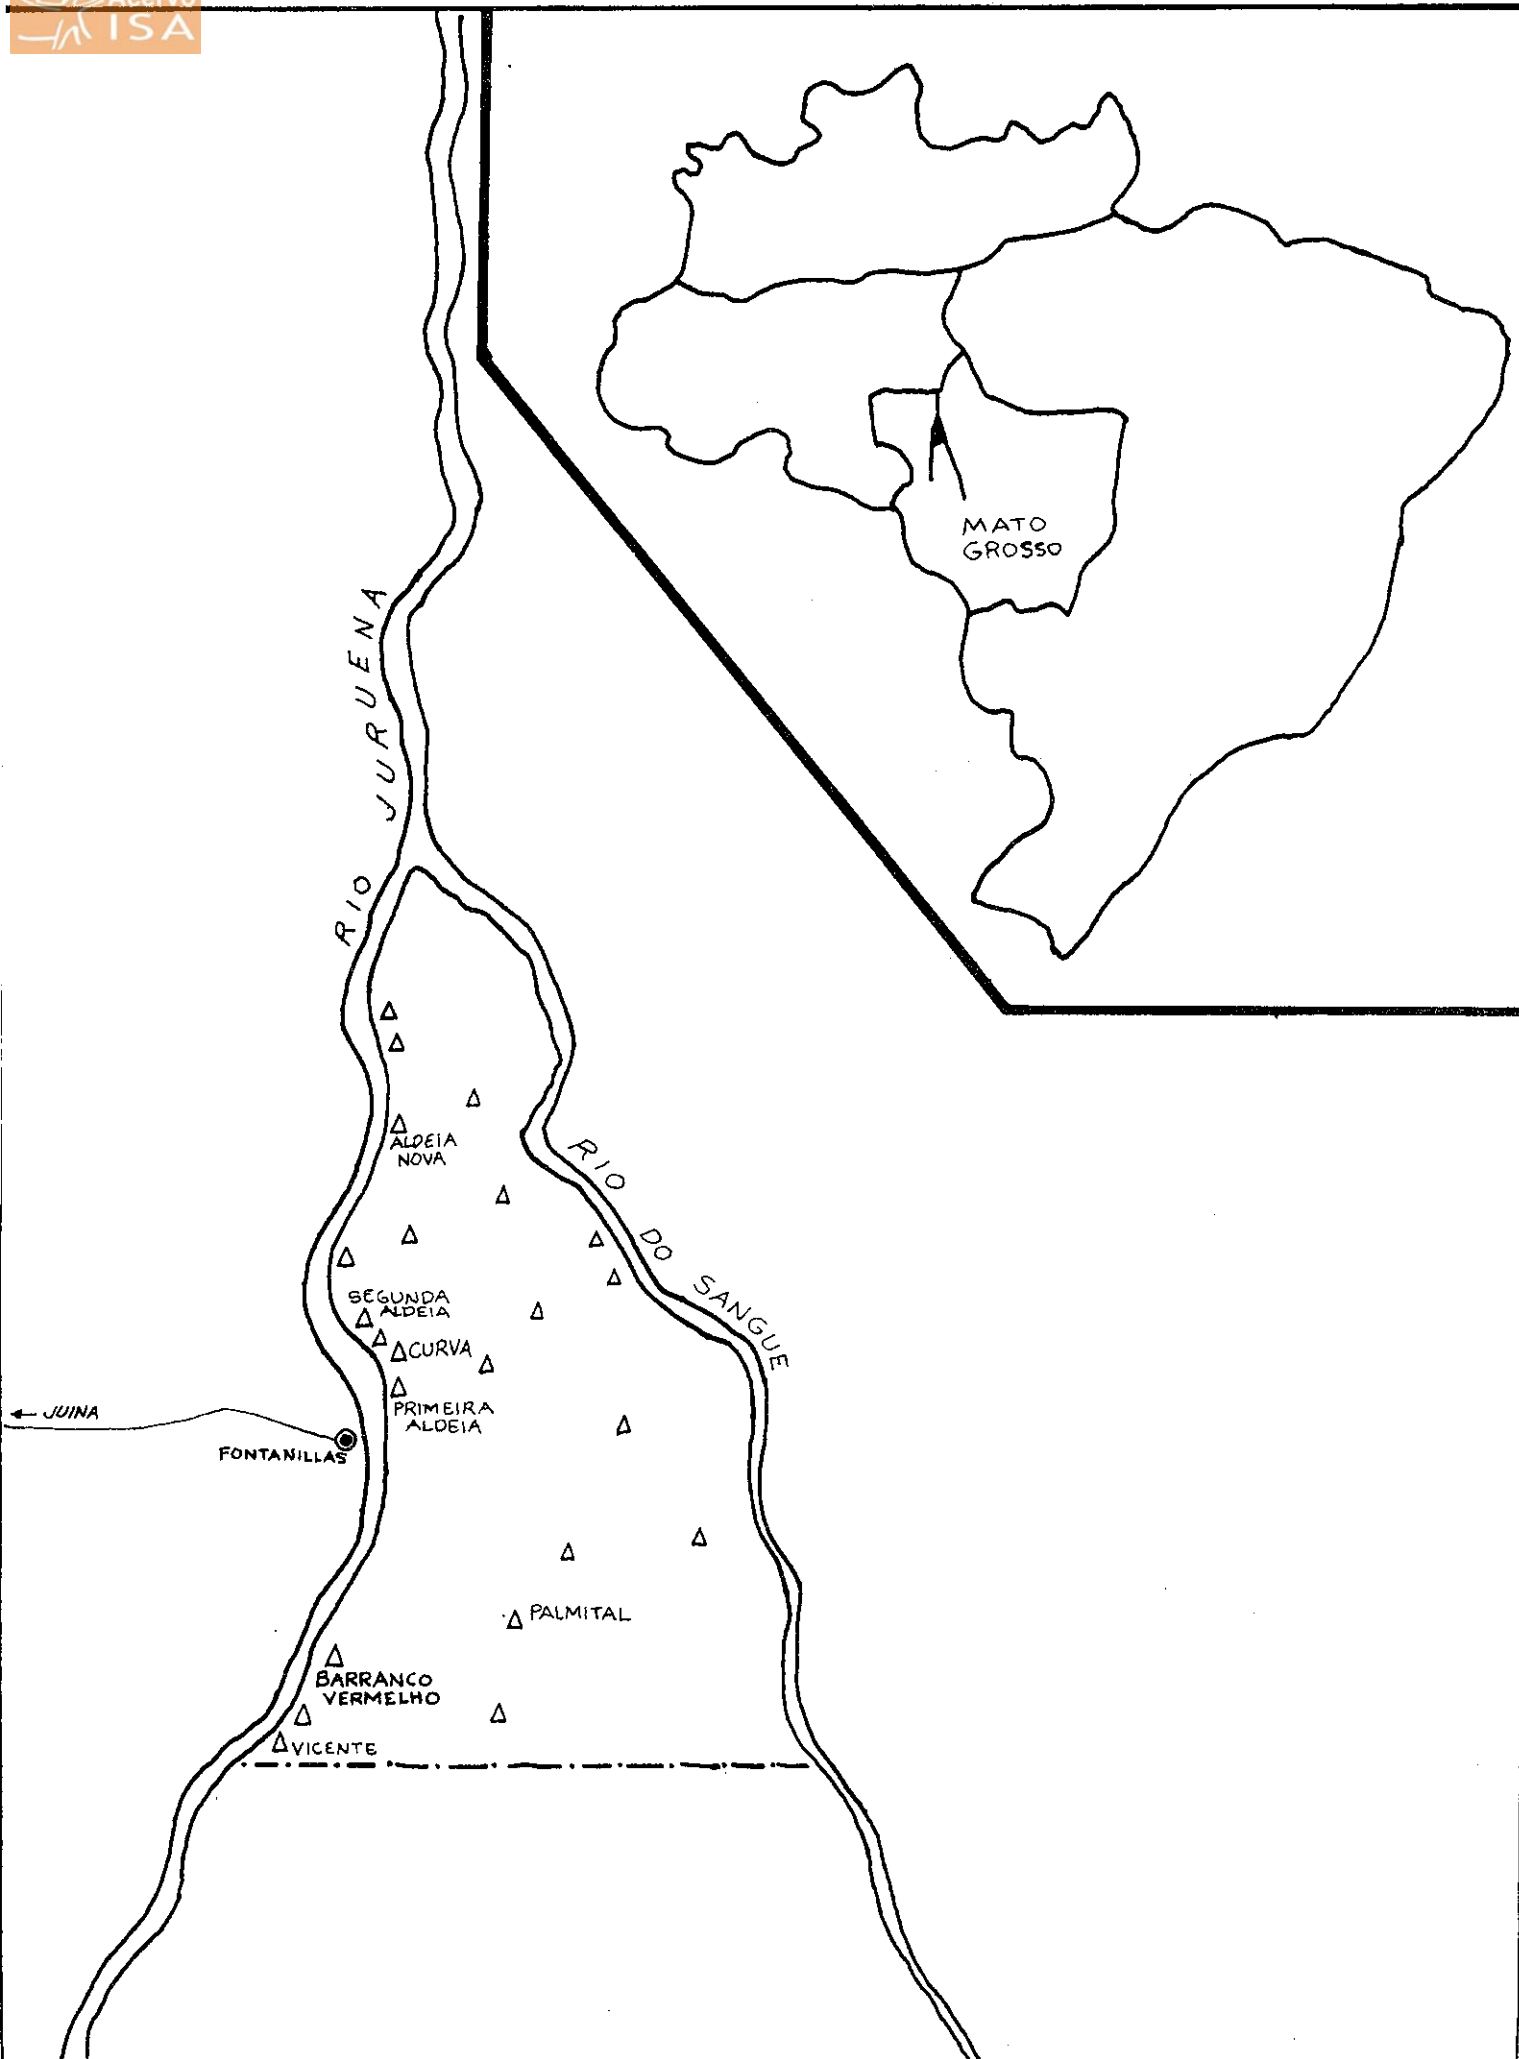 ISA
MATO
GROSSO
RIO JURUENA
ALDEIA
NOVA
RIO DO SANGUE
SEGUNDA
ALDEIA
CURVA
PRIMEIRA
ALDEIA
← JUINA
FONTANILLAS
PALMITAL
BARRANCO
VERMELHO
VICENTE